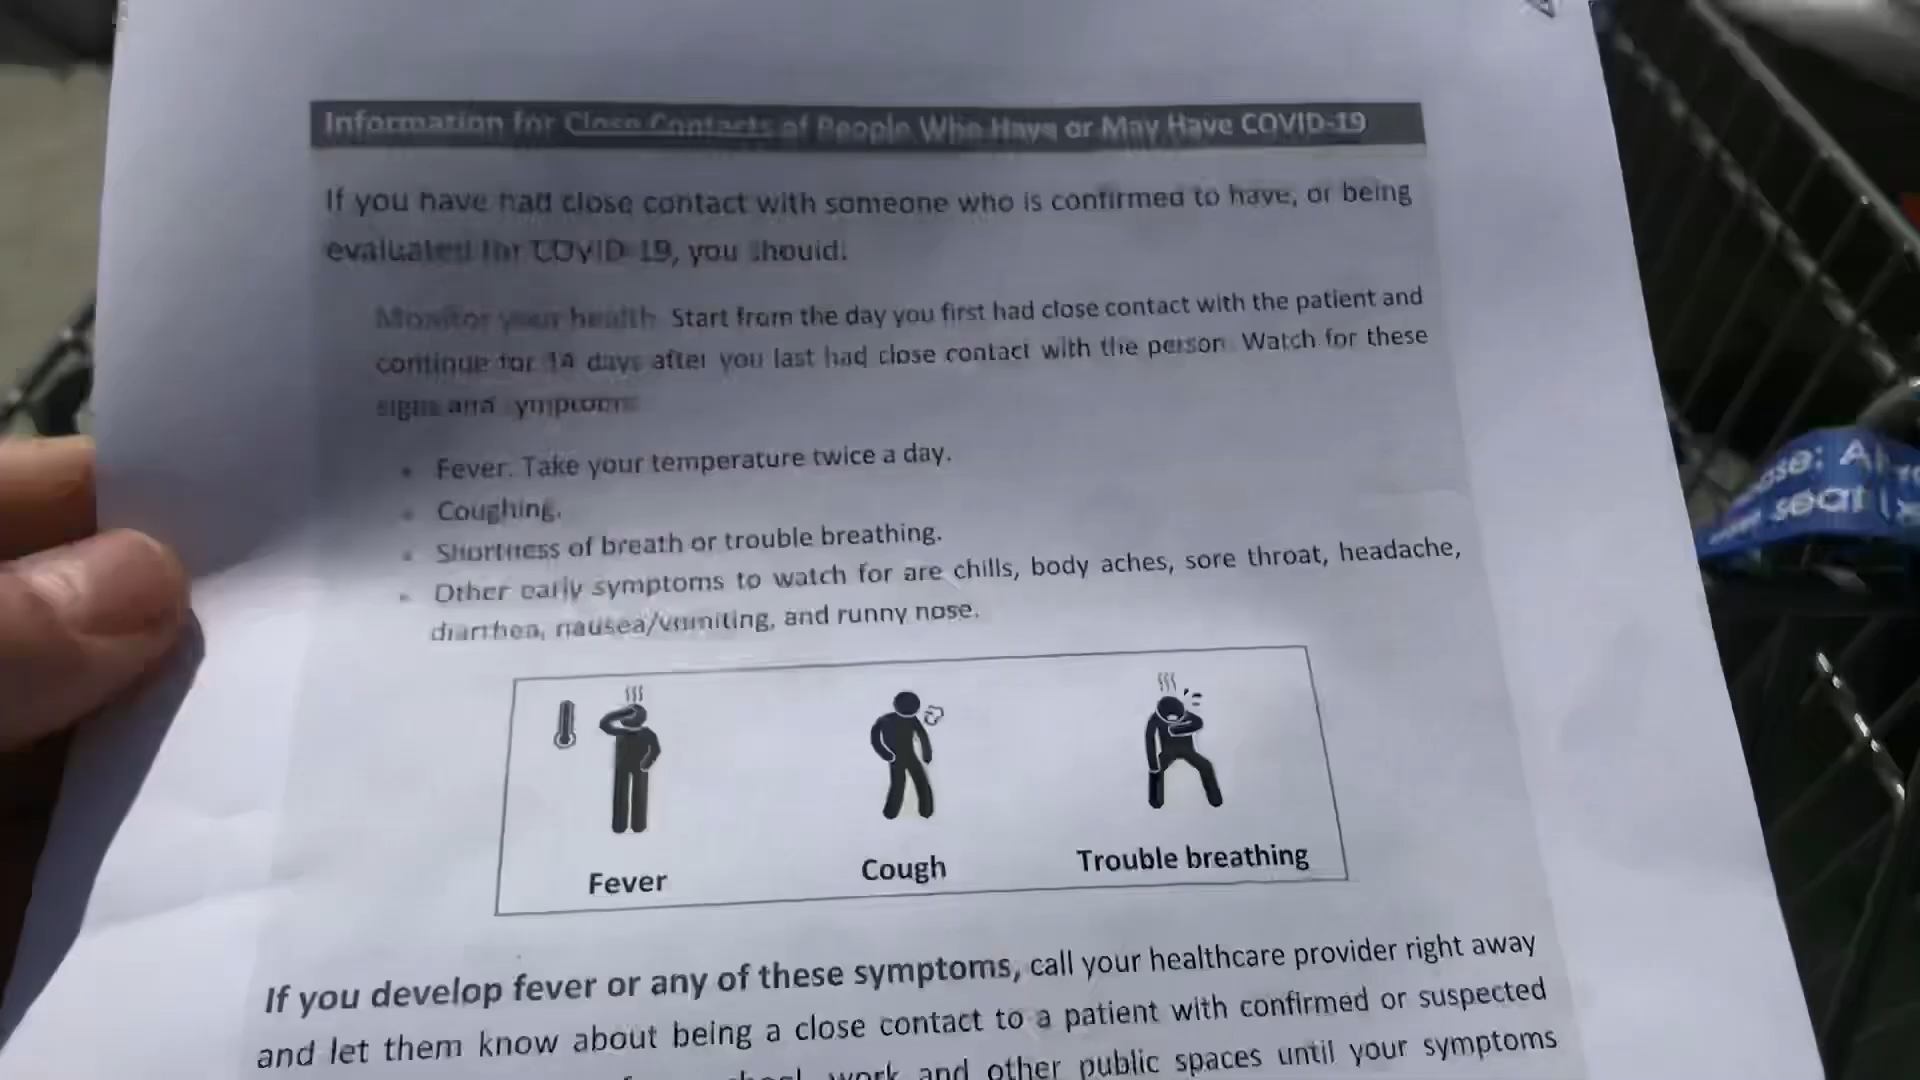 Information for Close Contacts of People Who Have or May Have COVID-19
If you have had close contact with someone who is confirmed to have, or being
evaluated for COVID-19, you should:
Monitor your health. Start from the day you first had close contact with the patient and
continue for 14 days after you last had close contact with the person. Watch for these
signs and symptoms
• Fever. Take your temperature twice a day.
• Coughing.
• Shortness of breath or trouble breathing.
• Other early symptoms to watch for are chills, body aches, sore throat, headache,
diarrhea, nausea/vomiting, and runny nose.
Fever
Cough
Trouble breathing
If you develop fever or any of these symptoms, call your healthcare provider right away
and let them know about being a close contact to a patient with confirmed or suspected
work and other public spaces until your symptoms
seat